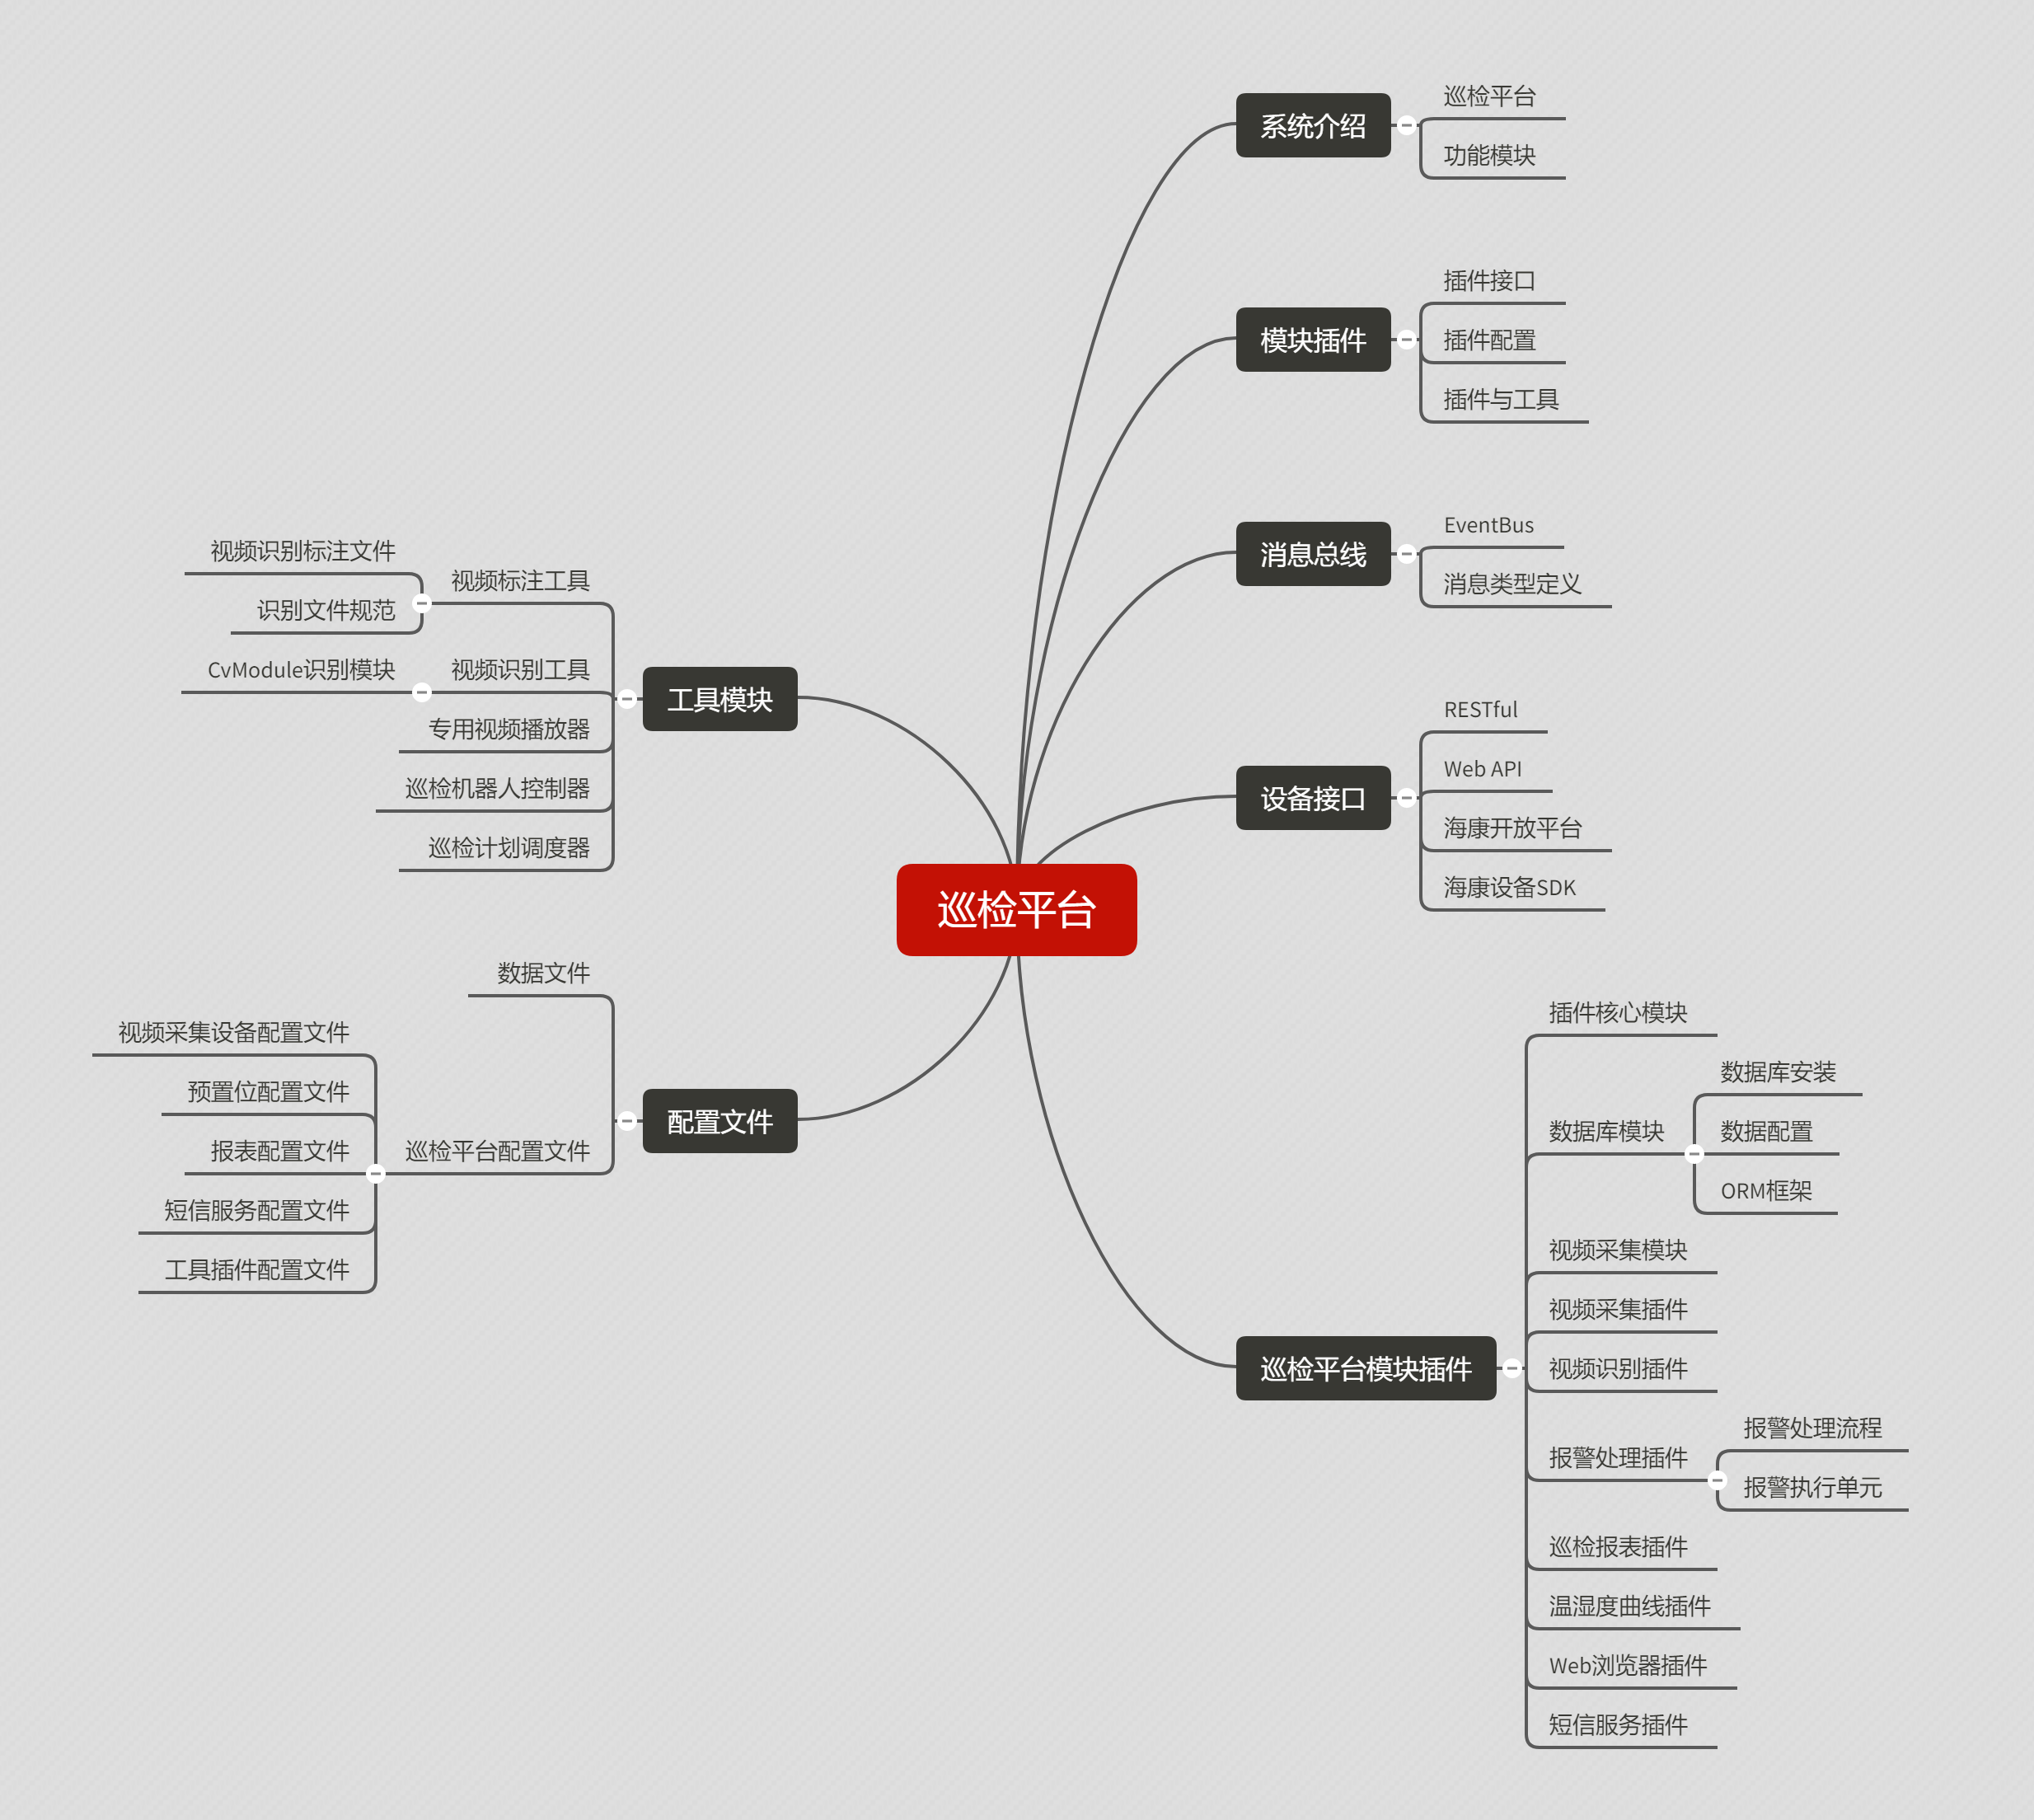 巡检平台
系统介绍
巡检平台
功能模块
模块插件
插件接口
插件配置
插件与工具
消息总线
EventBus
消息类型定义
设备接口
RESTful
Web API
海康开放平台
海康设备SDK
巡检平台模块插件
插件核心模块
数据库模块
数据库安装
数据配置
ORM框架
视频采集模块
视频采集插件
视频识别插件
报警处理插件
报警处理流程
报警执行单元
巡检报表插件
温湿度曲线插件
Web浏览器插件
短信服务插件
工具模块
视频标注工具
视频识别标注文件
识别文件规范
视频识别工具
CvModule识别模块
专用视频播放器
巡检机器人控制器
巡检计划调度器
配置文件
数据文件
巡检平台配置文件
视频采集设备配置文件
预置位配置文件
报表配置文件
短信服务配置文件
工具插件配置文件